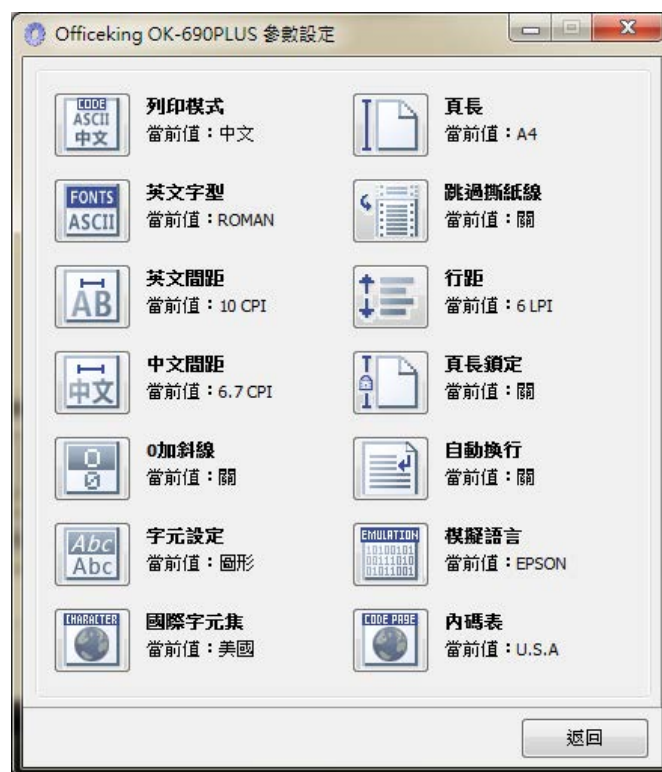 Officeking OK-690PLUS 參數設定
CODE
ASCII
中文
列印模式
當前值：中文
頁長
當前值：A4
FONTS
ASCII
英文字型
當前值：ROMAN
跳過撕紙線
當前值：關
AB
英文間距
當前值：10 CPI
行距
當前值：6 LPI
中文
中文間距
當前值：6.7 CPI
頁長鎖定
當前值：關
0
0
0加斜線
當前值：關
自動換行
當前值：關
Abc
Abc
字元設定
當前值：圖形
EMULATION
10100101
00111010
01011001
模擬語言
當前值：EPSON
CHARACTER
國際字元集
當前值：美國
CODE PAGE
內碼表
當前值：U.S.A
返回